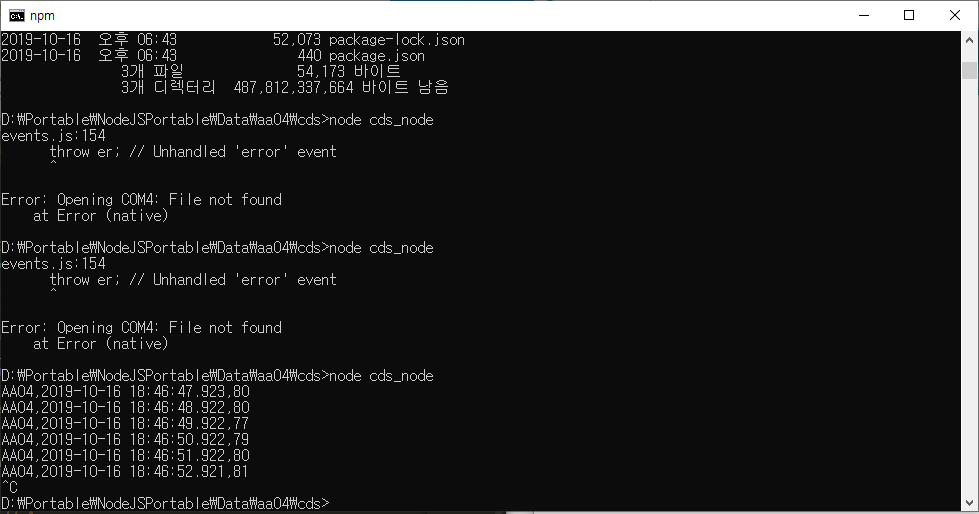 npm
2019-10-16 오후 06:43 52,073 package-lock.json
2019-10-16 오후 06:43 440 package.json
3개 파일 54,173 바이트
3개 디렉터리 487,812,337,664 바이트 남음
D:₩Portable₩NodeJSPortable₩Data₩aa04₩cds>node cds_node
events.js:154
throw er; // Unhandled 'error' event
^
Error: Opening COM4: File not found
at Error (native)
D:₩Portable₩NodeJSPortable₩Data₩aa04₩cds>node cds_node
events.js:154
throw er; // Unhandled 'error' event
^
Error: Opening COM4: File not found
at Error (native)
D:₩Portable₩NodeJSPortable₩Data₩aa04₩cds>node cds_node
AA04,2019-10-16 18:46:47.923,80
AA04,2019-10-16 18:46:48.922,80
AA04,2019-10-16 18:46:49.922,77
AA04,2019-10-16 18:46:50.922,79
AA04,2019-10-16 18:46:51.922,80
AA04,2019-10-16 18:46:52.921,81
^C
D:₩Portable₩NodeJSPortable₩Data₩aa04₩cds>